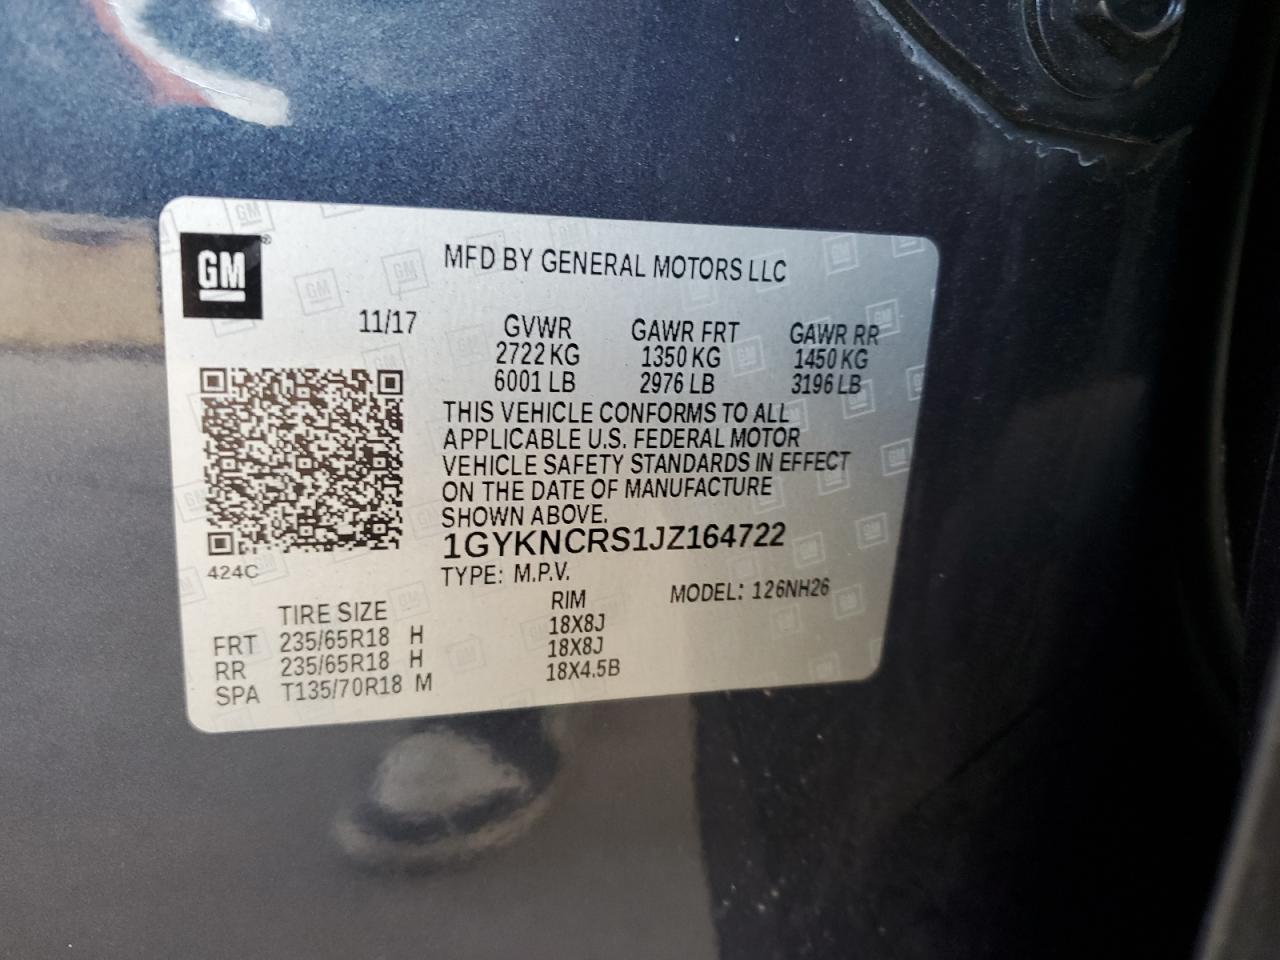 GM
MFD BY GENERAL MOTORS LLC
11/17
GVWR GAWR FRT GAWR RR
2722 KG 1350 KG 1450 KG
6001 LB 2976 LB 3196 LB
THIS VEHICLE CONFORMS TO ALL
APPLICABLE U.S. FEDERAL MOTOR
VEHICLE SAFETY STANDARDS IN EFFECT
ON THE DATE OF MANUFACTURE
SHOWN ABOVE.
1GYKNCRS1JZ164722
424C
TYPE: M.P.V. MODEL: 126NH26
TIRE SIZE RIM
FRT 235/65R18 H 18X8J
RR 235/65R18 H 18X8J
SPA T135/70R18 M 18X4.5B